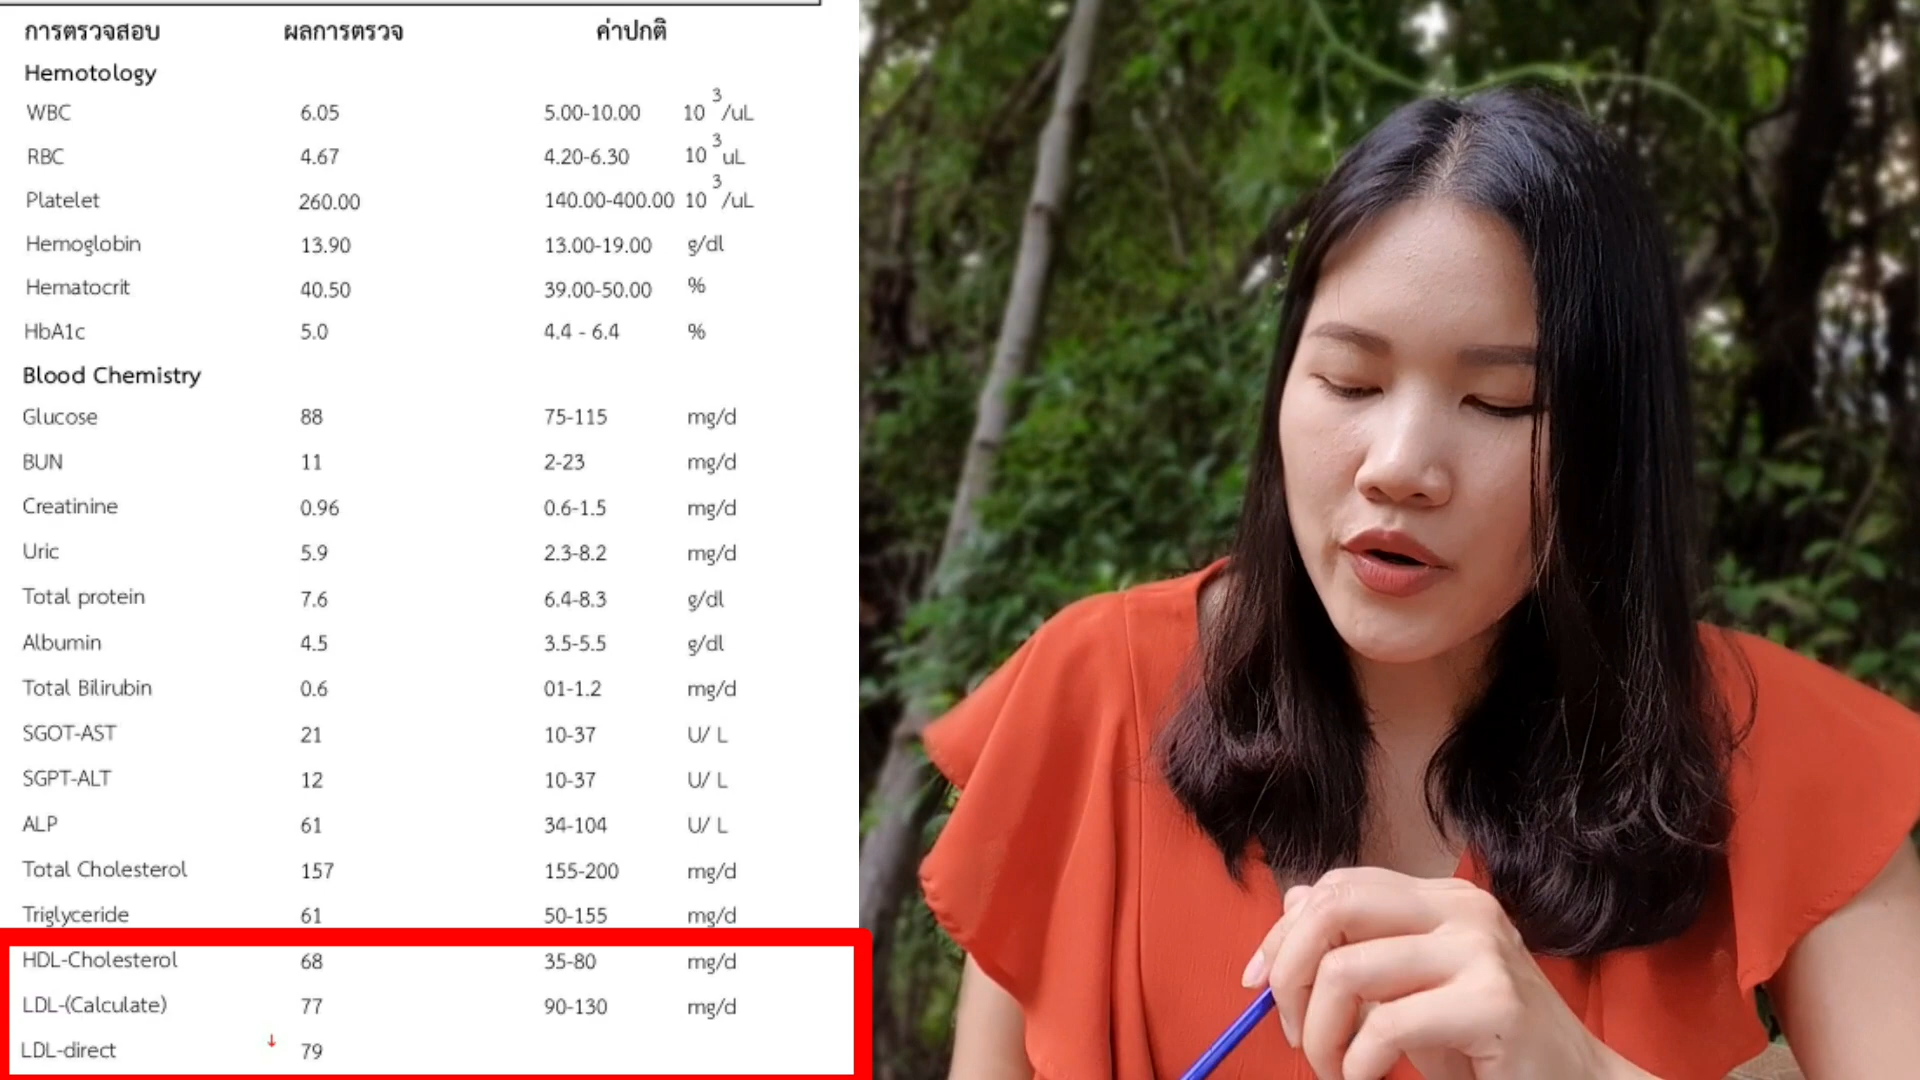 การตรวจสอบ ผลการตรวจ ค่าปกติ
Hemotology
WBC 6.05 5.00-10.00 10 3 /uL
RBC 4.67 4.20-6.30 10 3 uL
Platelet 260.00 140.00-400.00 10 3 /uL
Hemoglobin 13.90 13.00-19.00 g/dl
Hematocrit 40.50 39.00-50.00 %
HbA1c 5.0 4.4 - 6.4 %
Blood Chemistry
Glucose 88 75-115 mg/d
BUN 11 2-23 mg/d
Creatinine 0.96 0.6-1.5 mg/d
Uric 5.9 2.3-8.2 mg/d
Total protein 7.6 6.4-8.3 g/dl
Albumin 4.5 3.5-5.5 g/dl
Total Bilirubin 0.6 01-1.2 mg/d
SGOT-AST 21 10-37 U/ L
SGPT-ALT 12 10-37 U/ L
ALP 61 34-104 U/ L
Total Cholesterol 157 155-200 mg/d
Triglyceride 61 50-155 mg/d
HDL-Cholesterol 68 35-80 mg/d
LDL-(Calculate) 77 90-130 mg/d
LDL-direct ↓ 79